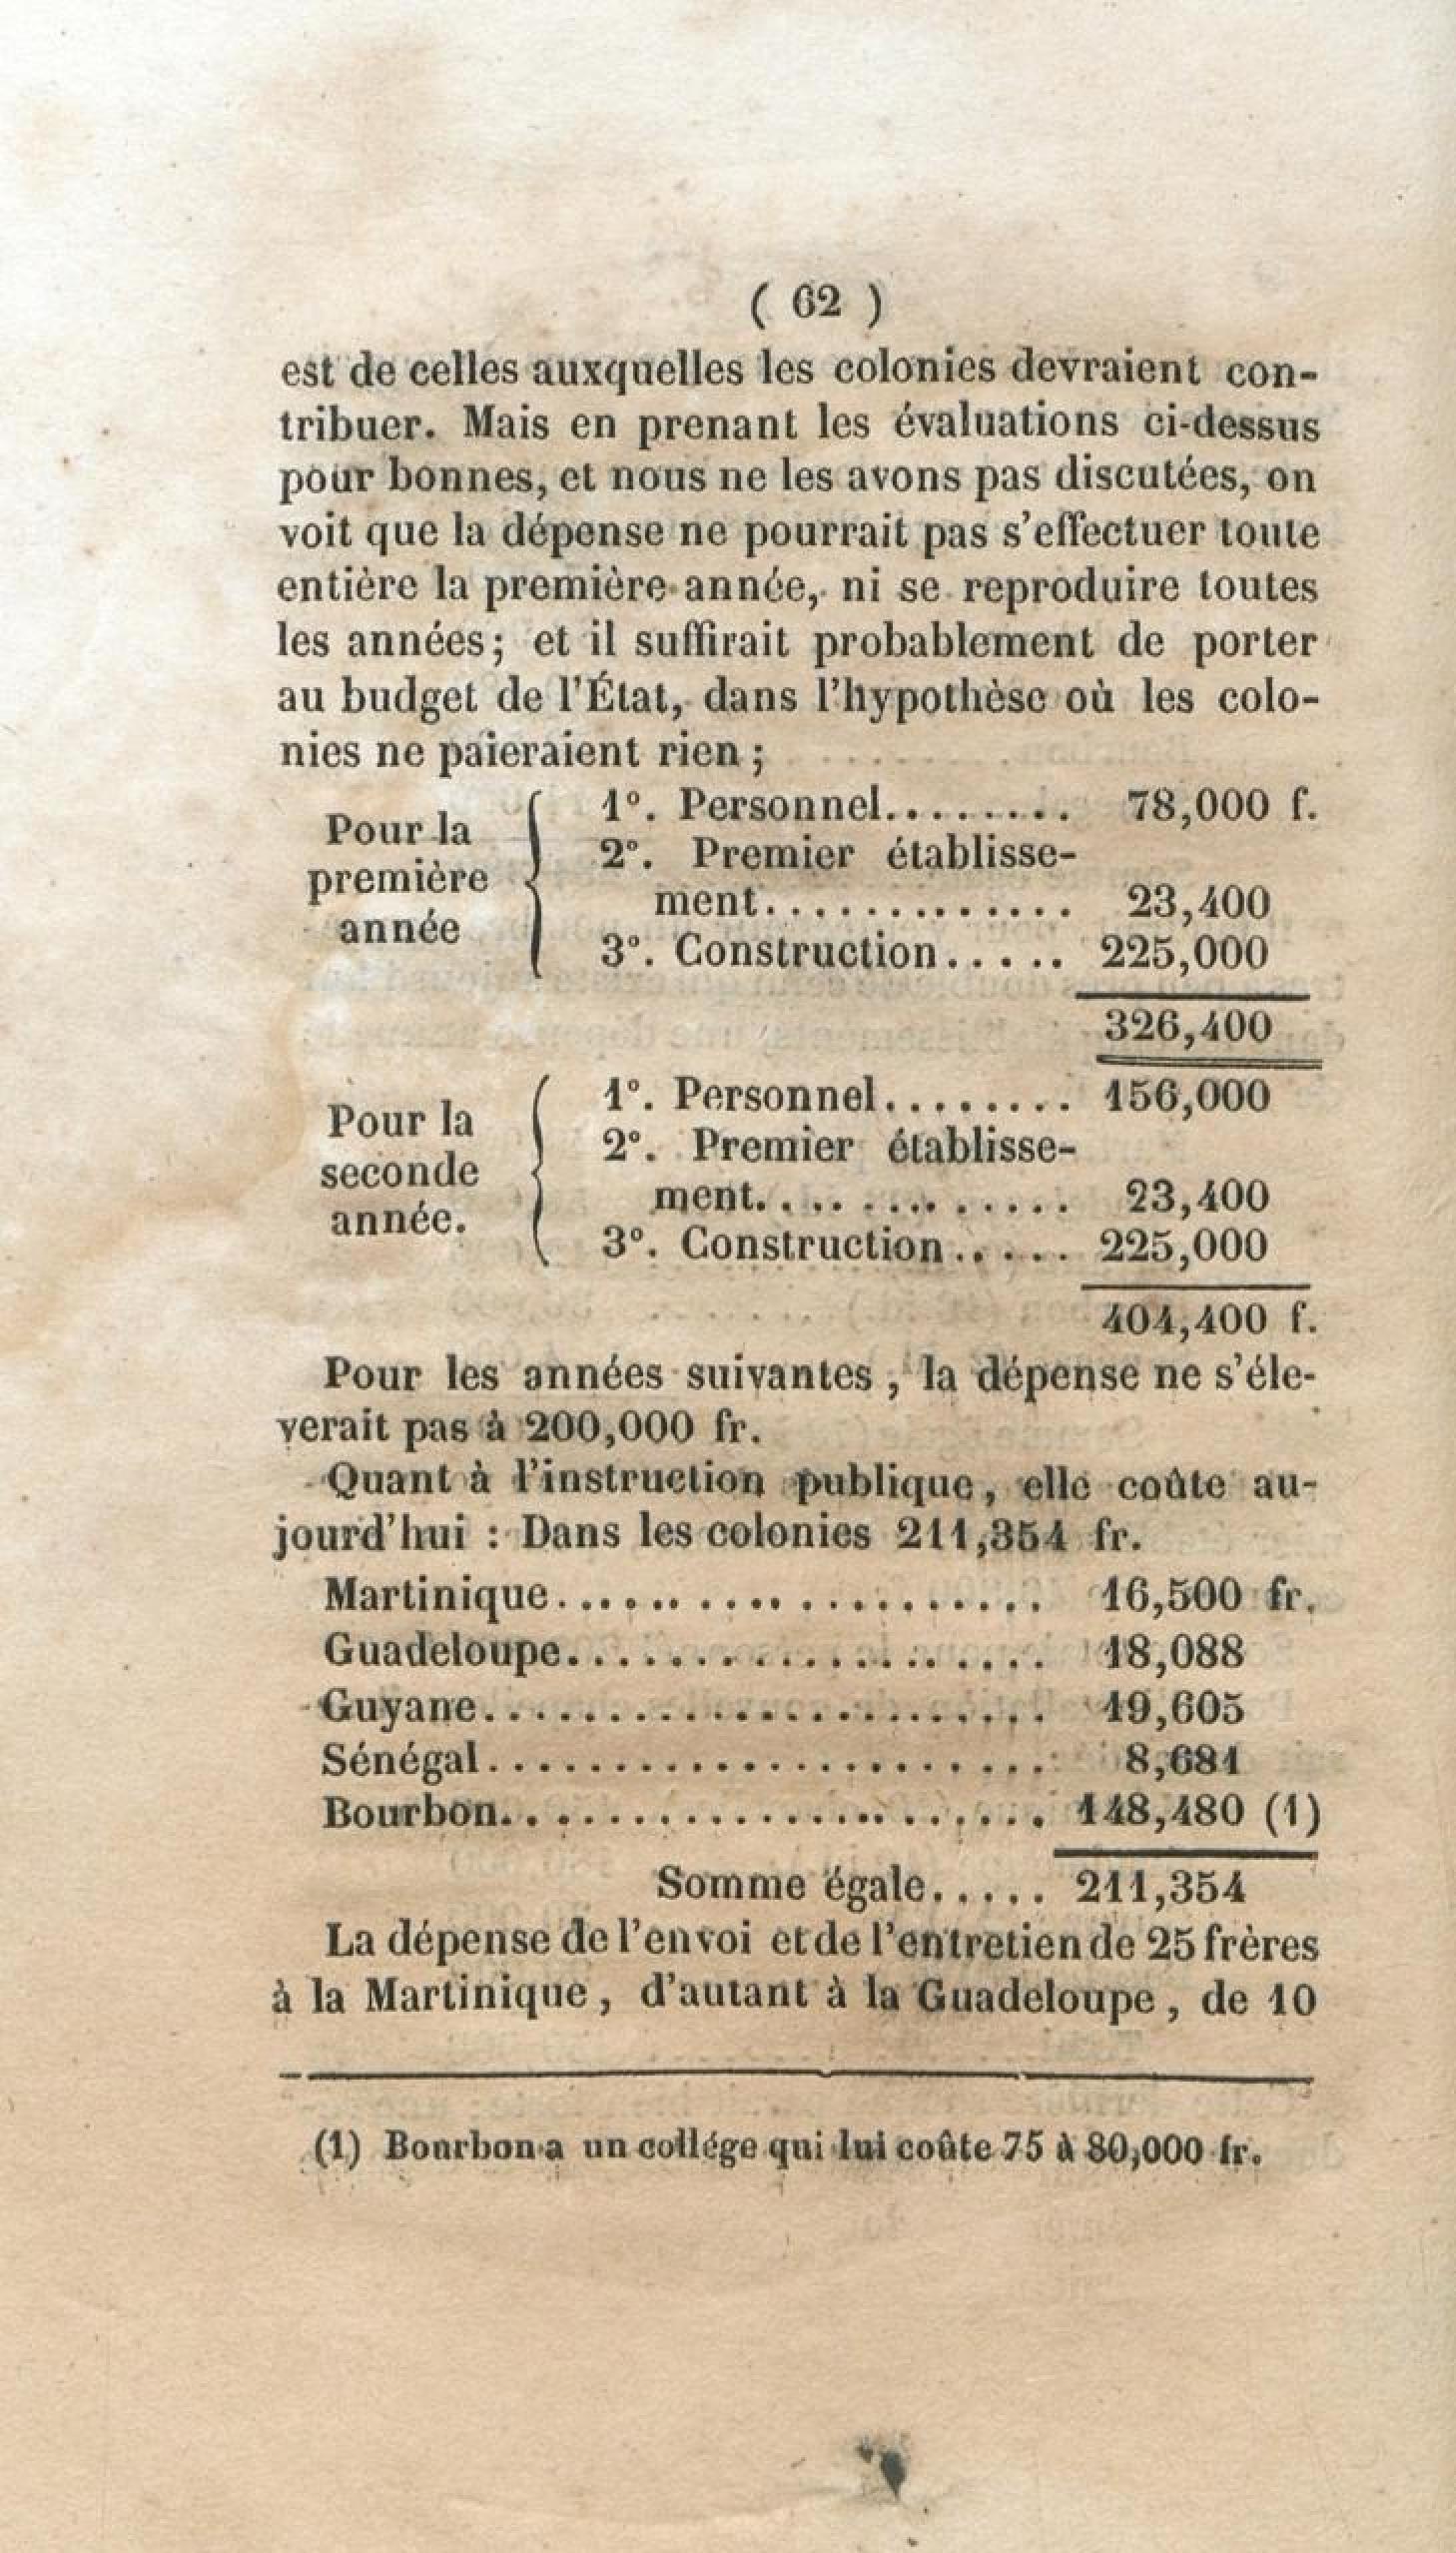 ( 62 )
est de celles auxquelles les colonies devraient con-
tribuer. Mais en prenant les évaluations ci-dessus
pour bonnes, et nous ne les avons pas discutées, on
voit que la dépense ne pourrait pas s'effectuer toute
entière la première année, ni se reproduire toutes
les années; et il suffirait probablement de porter
au budget de l'État, dans l'hypothèse où les colo-
nies ne paieraient rien ;
Pour la première année
1°. Personnel........ 78,000 f.
2°. Premier établisse-
ment............. 23,400
3°. Construction..... 225,000
326,400
Pour la seconde année.
1°. Personnel........ 156,000
2°. Premier établisse-
ment............. 23,400
3°. Construction..... 225,000
404,400 f.
Pour les années suivantes , la dépense ne s'éle-
verait pas à 200,000 fr.
Quant à l'instruction publique, elle coûte au-
jourd'hui : Dans les colonies 211,354 fr.
Martinique........................ 16,500 fr.
Guadeloupe........................ 18,088
Guyane............................ 19,605
Sénégal........................... 8,681
Bourbon........................... 148,480 (1)
Somme égale..... 211,354
La dépense de l'envoi et de l'entretien de 25 frères
à la Martinique, d'autant à la Guadeloupe, de 10
(1) Bourbon a un collége qui lui coûte 75 à 80,000 fr.